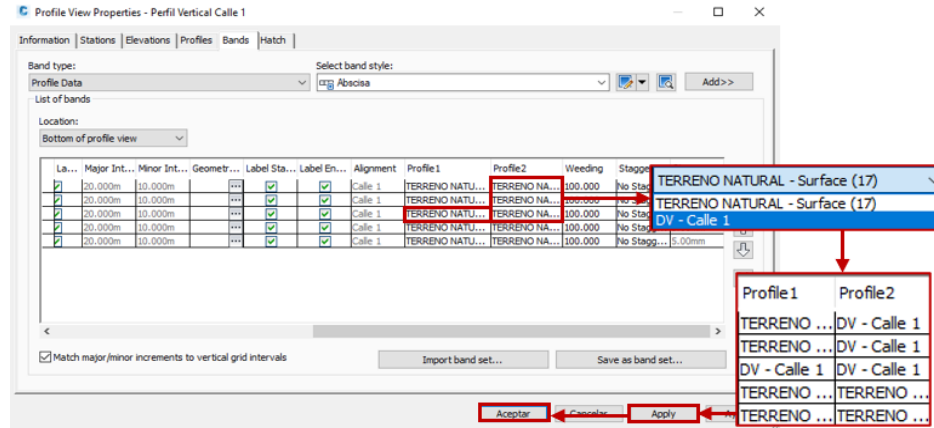 Profile View Properties - Perfil Vertical Calle 1
Information Stations Elevations Profiles Bands Hatch
Band type:
Select band style:
Profile Data
Abscisa
Add>>
List of bands
Location:
Bottom of profile view
La... Major Int... Minor Int... Geometr... Label Sta... Label En... Alignment Profile1 Profile2 Weeding
20.000m 10.000m ... Calle 1 TERRENO NATU... TERRENO NA... 100.000 No Stag
20.000m 10.000m ... Calle 1 TERRENO NATU... TERRENO NA... 100.000 No Stag
20.000m 10.000m ... Calle 1 TERRENO NATU... TERRENO NA... 100.000 No Stag
20.000m 10.000m ... Calle 1 TERRENO NATU... TERRENO NA... 100.000 No Stag
20.000m 10.000m ... Calle 1 TERRENO NATU... TERRENO NA... 100.000 No Stagg... 5.00mm
TERRENO NATURAL - Surface (17)
TERRENO NATURAL - Surface (17)
DV - Calle 1
Profile1 Profile2
TERRENO ... DV - Calle 1
TERRENO ... DV - Calle 1
DV - Calle 1 DV - Calle 1
TERRENO ... TERRENO ...
TERRENO ... TERRENO ...
Match major/minor increments to vertical grid intervals
Import band set...
Save as band set...
Aceptar
Cancelar
Apply